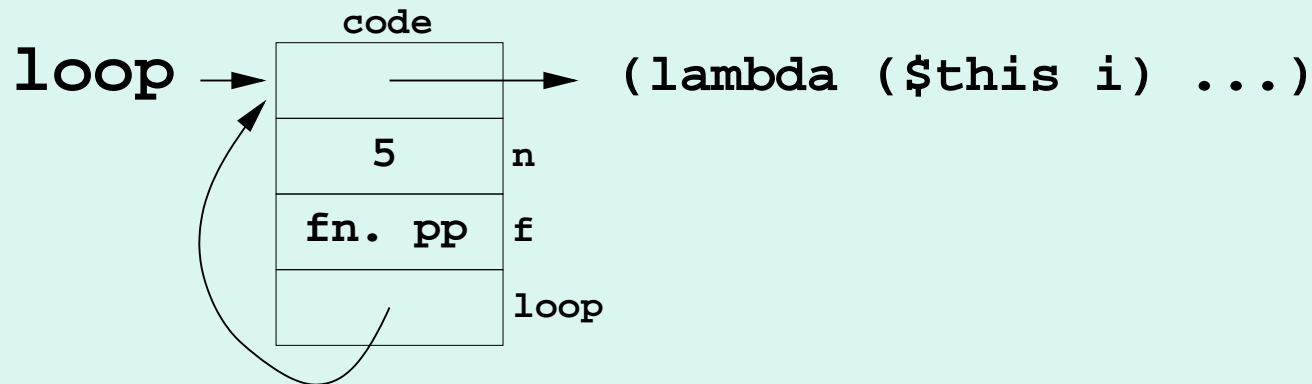 code
loop (lambda ($this i) ...)
5 n
fn. pp f
loop